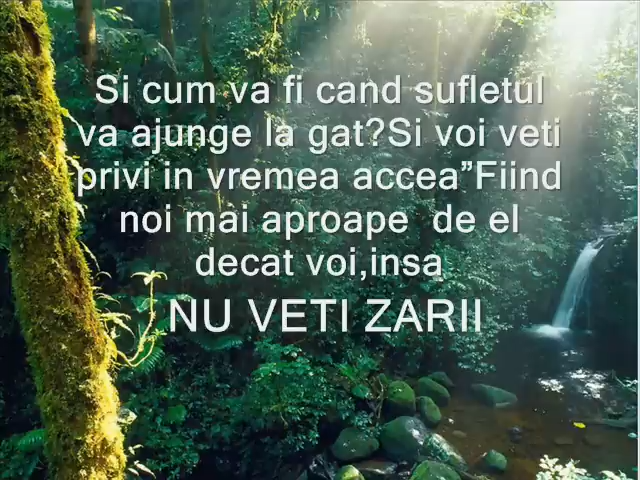 Si cum va fi cand sufletul
va ajunge la gat?Si voi veti
privi in vremea accea”Fiind
noi mai aproape de el
decat voi,insa
NU VETI ZARII